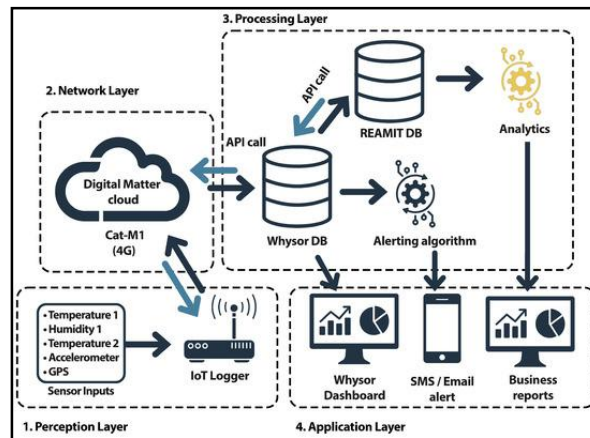 3. Processing Layer
API call
REAMIT DB
Analytics
2. Network Layer
API call
Digital Matter
cloud
Cat-M1
(4G)
Whysor DB
Alerting algorithm
• Temperature 1
• Humidity 1
• Temperature 2
• Accelerometer
• GPS
Sensor Inputs
IoT Logger
Whysor
Dashboard
SMS / Email
alert
Business
reports
1. Perception Layer
4. Application Layer